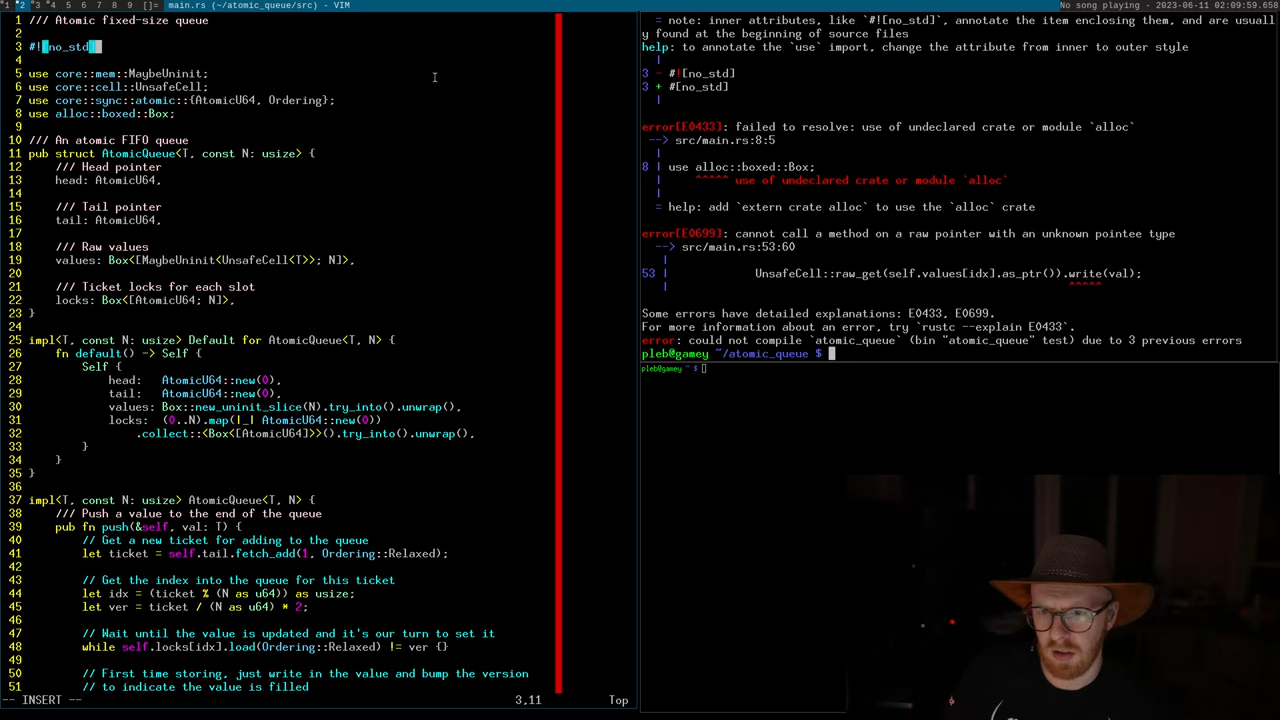 1 2 3 4 5 6 7 8 9 []= main.rs (~/atomic_queue/src) - VIM
No song playing - 2023-06-11 02:09:59.658
1 /// Atomic fixed-size queue
2
3 #![no_std]
4
5 use core::mem::MaybeUninit;
6 use core::cell::UnsafeCell;
7 use core::sync::atomic::{AtomicU64, Ordering};
8 use alloc::boxed::Box;
9
10 /// An atomic FIFO queue
11 pub struct AtomicQueue<T, const N: usize> {
12     /// Head pointer
13     head: AtomicU64,
14
15     /// Tail pointer
16     tail: AtomicU64,
17
18     /// Raw values
19     values: Box<[MaybeUninit<UnsafeCell<T>>; N]>,
20
21     /// Ticket locks for each slot
22     locks: Box<[AtomicU64; N]>,
23 }
24
25 impl<T, const N: usize> Default for AtomicQueue<T, N> {
26     fn default() -> Self {
27         Self {
28             head:   AtomicU64::new(0),
29             tail:   AtomicU64::new(0),
30             values: Box::new_uninit_slice(N).try_into().unwrap(),
31             locks:  (0..N).map(|_| AtomicU64::new(0))
32                 .collect::<Box<[AtomicU64]>>().try_into().unwrap(),
33         }
34     }
35 }
36
37 impl<T, const N: usize> AtomicQueue<T, N> {
38     /// Push a value to the end of the queue
39     pub fn push(&self, val: T) {
40         // Get a new ticket for adding to the queue
41         let ticket = self.tail.fetch_add(1, Ordering::Relaxed);
42
43         // Get the index into the queue for this ticket
44         let idx = (ticket % (N as u64)) as usize;
45         let ver = ticket / (N as u64) * 2;
46
47         // Wait until the value is updated and it's our turn to set it
48         while self.locks[idx].load(Ordering::Relaxed) != ver {}
49
50         // First time storing, just write in the value and bump the version
51         // to indicate the value is filled
-- INSERT -- 3,11 Top
= note: inner attributes, like `#![no_std]`, annotate the item enclosing them, and are usuall
y found at the beginning of source files
help: to annotate the `use` import, change the attribute from inner to outer style
|
3 - #![no_std]
3 + #[no_std]
|
error[E0433]: failed to resolve: use of undeclared crate or module `alloc`
--> src/main.rs:8:5
|
8 | use alloc::boxed::Box;
|     ^^^^^ use of undeclared crate or module `alloc`
|
= help: add `extern crate alloc` to use the `alloc` crate
error[E0699]: cannot call a method on a raw pointer with an unknown pointee type
--> src/main.rs:53:60
|
53 |             UnsafeCell::raw_get(self.values[idx].as_ptr()).write(val);
|                                                            ^^^^^
Some errors have detailed explanations: E0433, E0699.
For more information about an error, try `rustc --explain E0433`.
error: could not compile `atomic_queue` (bin "atomic_queue" test) due to 3 previous errors
pleb@gamey ~/atomic_queue $
pleb@gamey ~ $